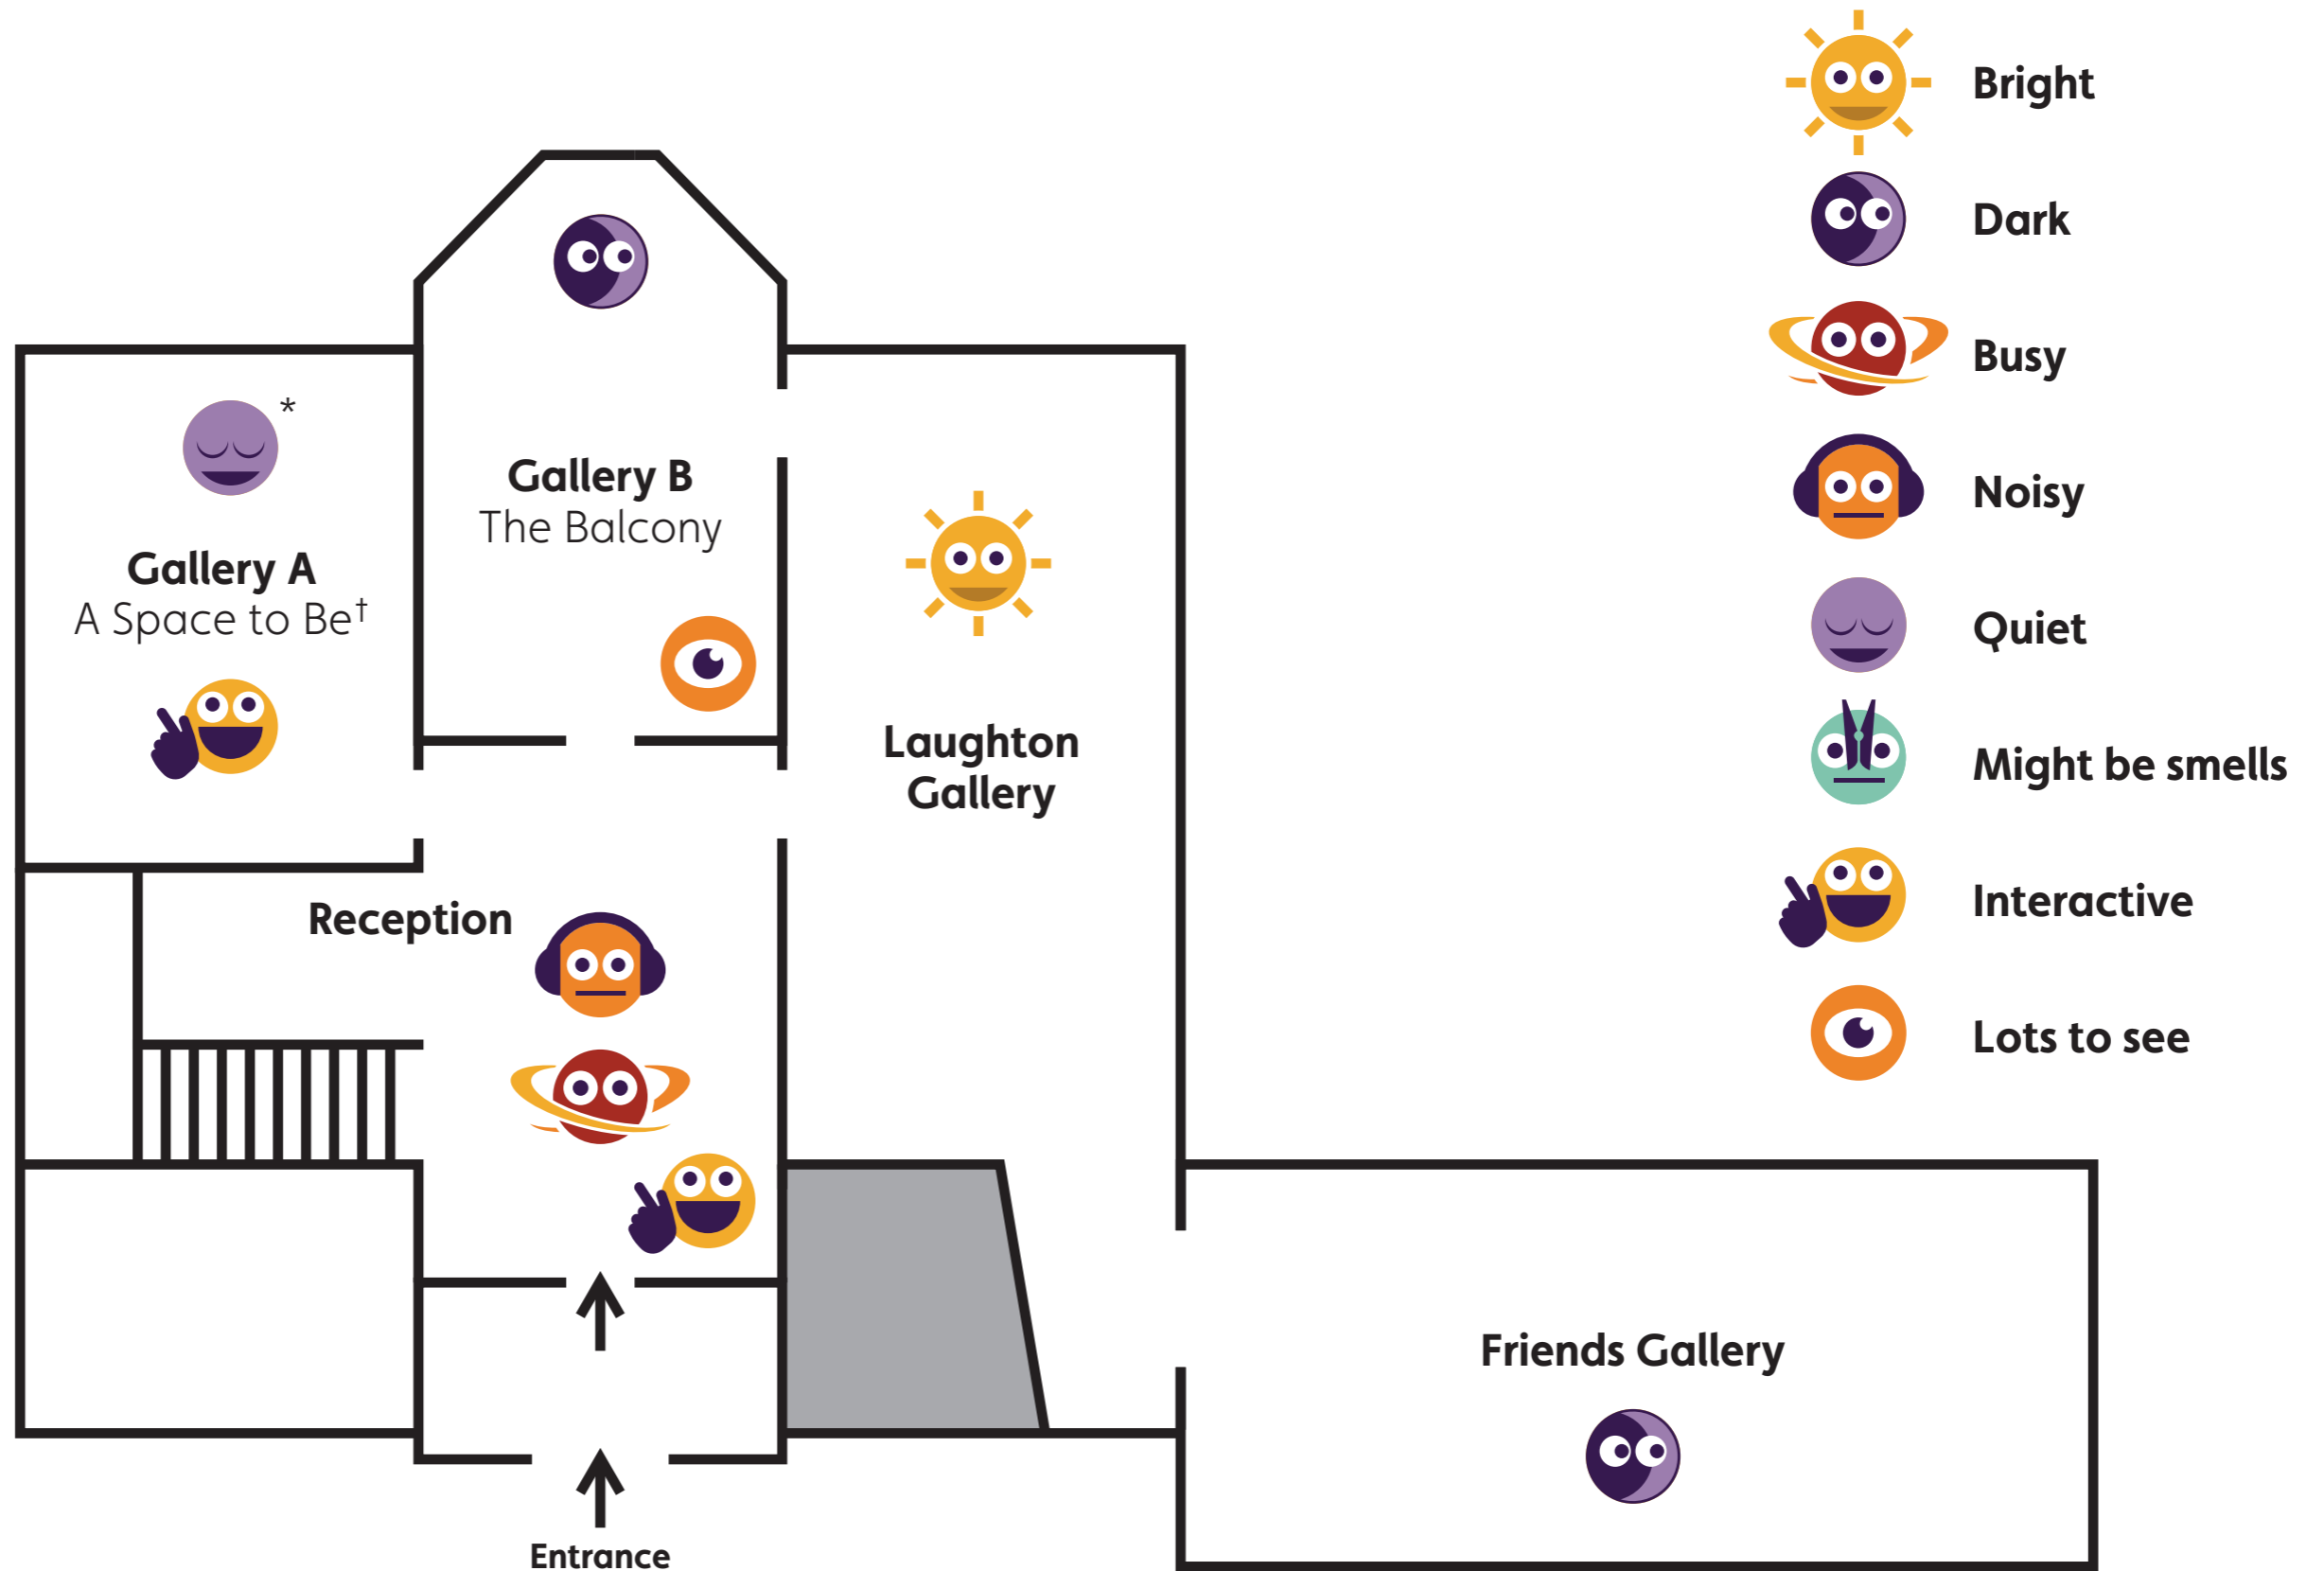 Bright
Dark
Busy
Noisy
Quiet
Might be smells
Interactive
Lots to see
*
Gallery A
A Space to Be†
Gallery B
The Balcony
Laughton
Gallery
Reception
Friends Gallery
Entrance